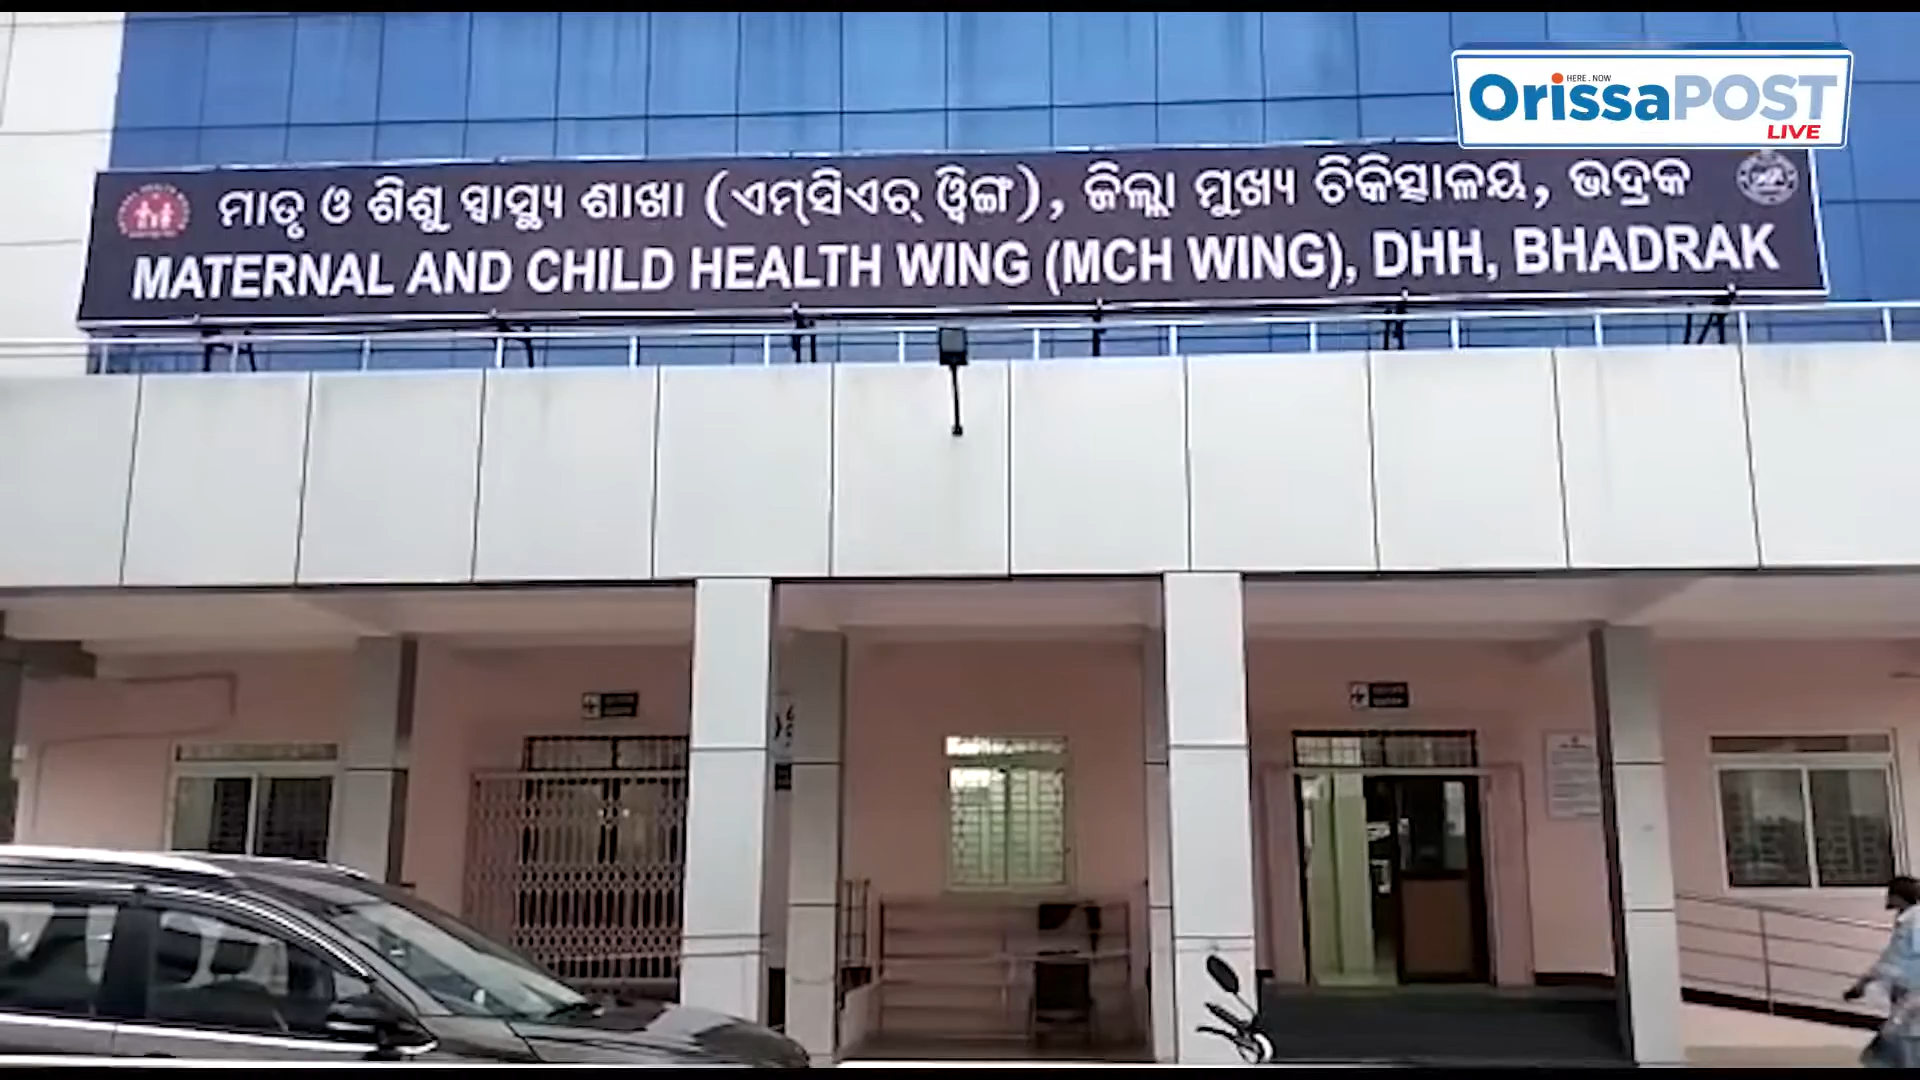 HERE . NOW
OrissaPOST
LIVE
ମାତୃ ଓ ଶିଶୁ ସ୍ୱାସ୍ଥ୍ୟ ଶାଖା (ଏମ୍‌ସିଏଚ୍ ୱିଙ୍ଗ), ଜିଲ୍ଲା ମୁଖ୍ୟ ଚିକିତ୍ସାଳୟ, ଭଦ୍ରକ
MATERNAL AND CHILD HEALTH WING (MCH WING), DHH, BHADRAK